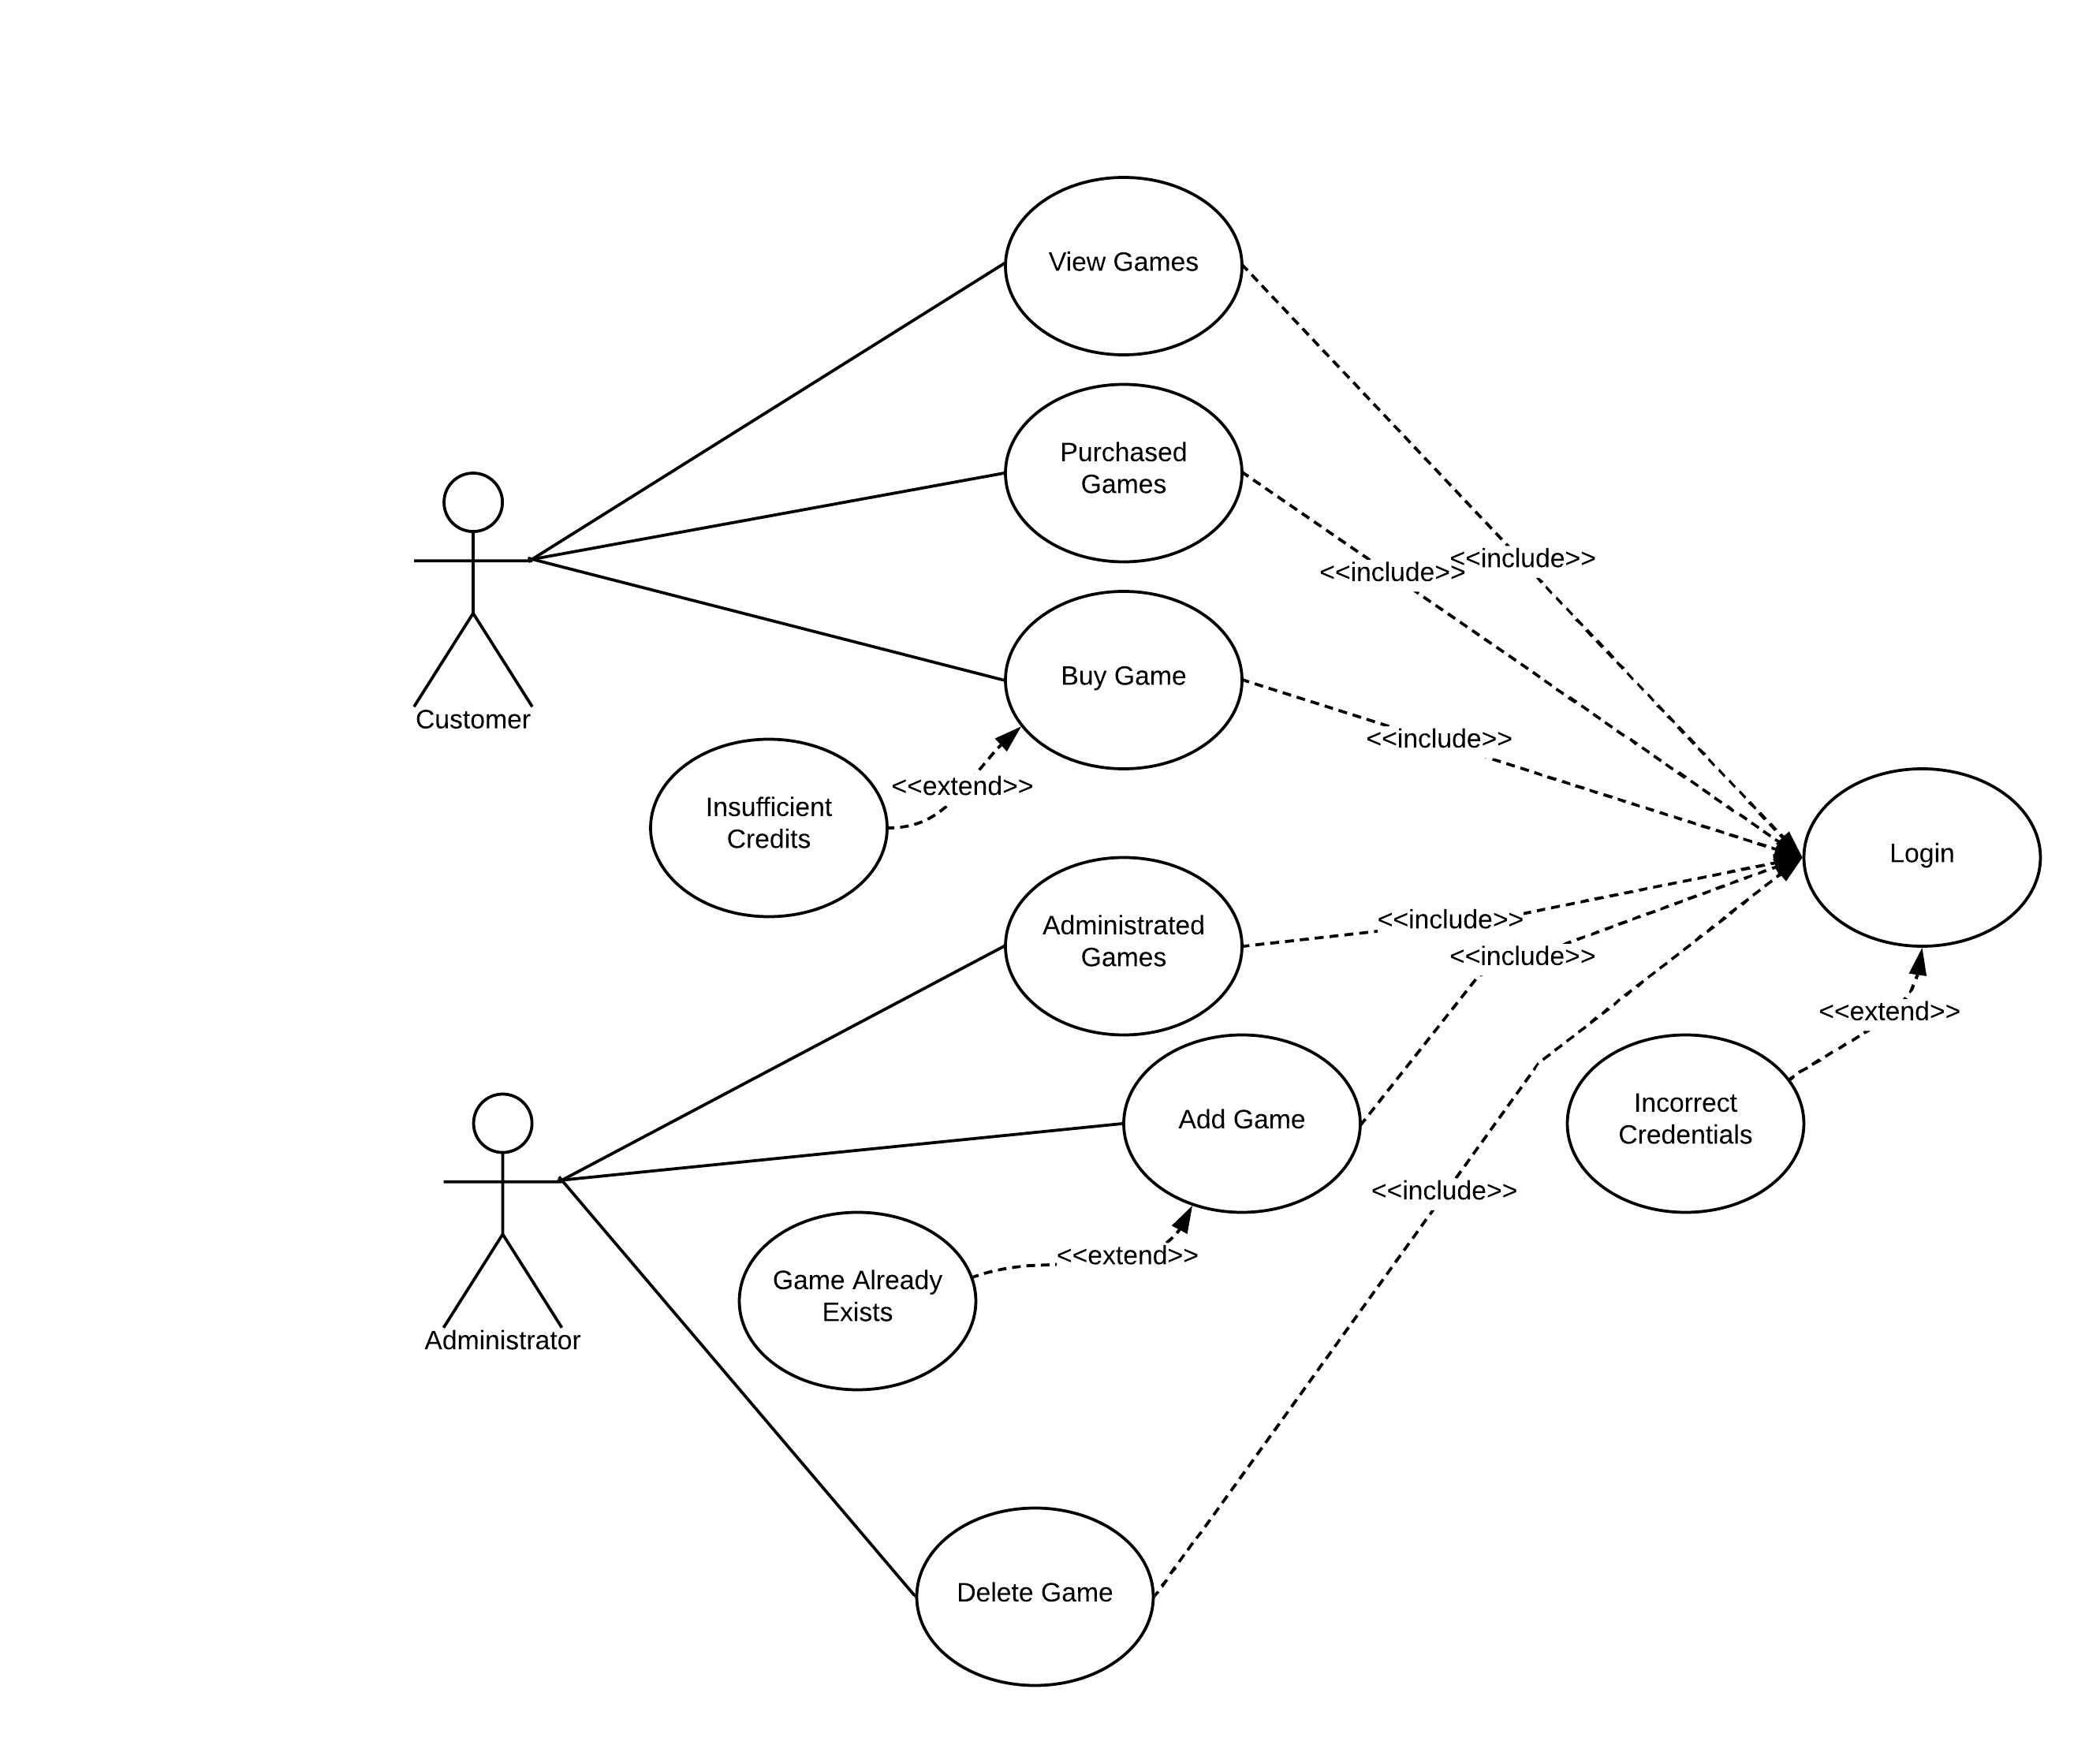 View Games
Purchased
Games
<<include>>
<<include>>
Buy Game
Customer
<<include>>
<<extend>>
Insufficient
Credits
Login
Administrated
Games
<<include>>
<<include>>
<<extend>>
Add Game
Incorrect
Credentials
<<include>>
<<extend>>
Game Already
Exists
Administrator
Delete Game